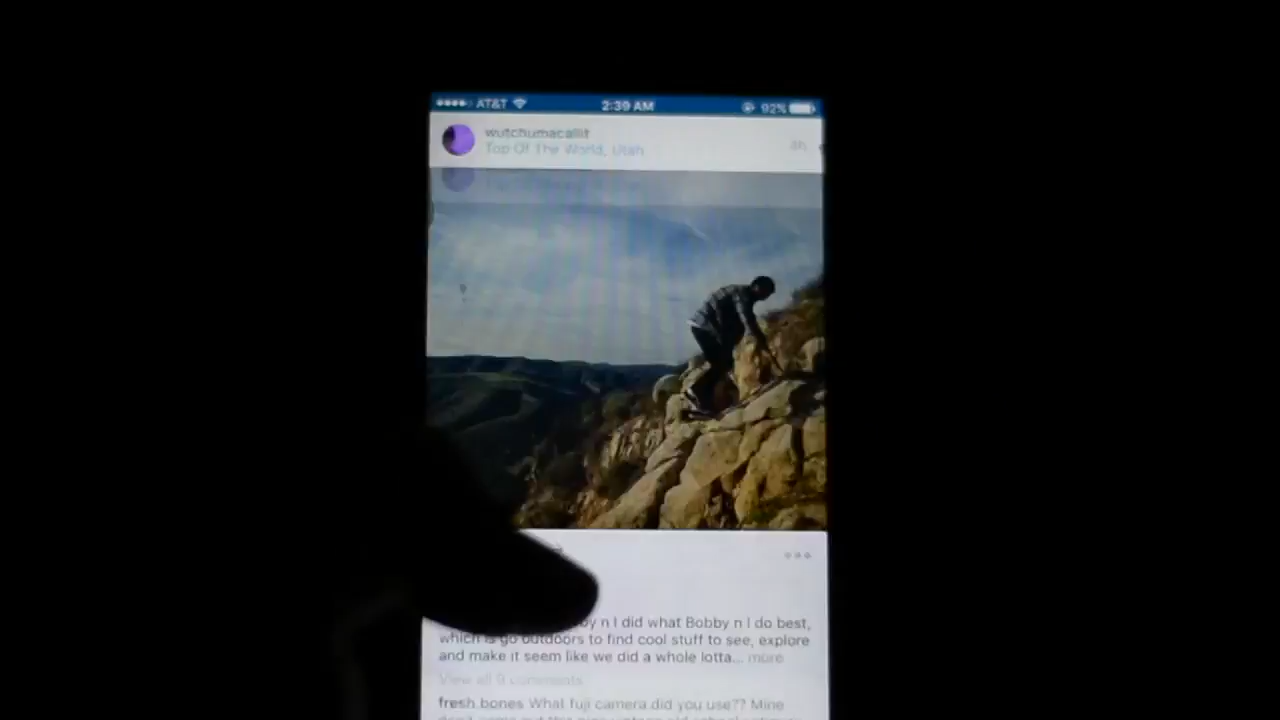 AT&T 2:39 AM 92%
wutchumacallit
Top Of The World, Utah
4h
n I did what Bobby n I do best,
which is go outdoors to find cool stuff to see, explore
and make it seem like we did a whole lotta... more
View all 9 comments
fresh.bones What fuji camera did you use?? Mine